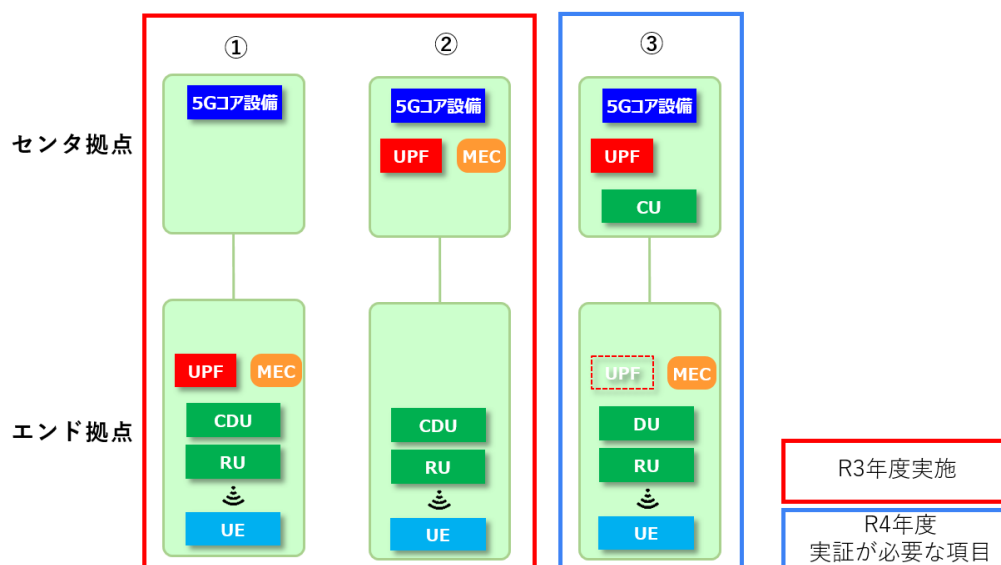 ①
②
③
センタ拠点
5Gコア設備
5Gコア設備
UPF
MEC
5Gコア設備
UPF
CU
エンド拠点
UPF
MEC
CDU
RU
UE
CDU
RU
UE
UPF
MEC
DU
RU
UE
R3年度実施
R4年度
実証が必要な項目